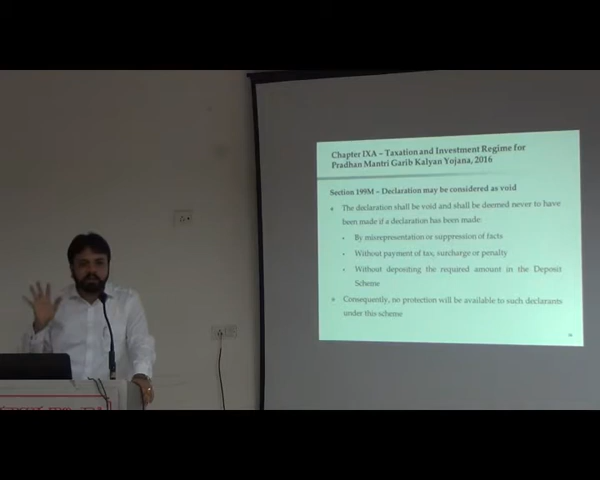 Chapter IXA – Taxation and Investment Regime for
Pradhan Mantri Garib Kalyan Yojana, 2016
Section 199M – Declaration may be considered as void
The declaration shall be void and shall be deemed never to have
been made if a declaration has been made:
By misrepresentation or suppression of facts
Without payment of tax, surcharge or penalty
Without depositing the required amount in the Deposit
Scheme
Consequently, no protection will be available to such declarants
under this scheme